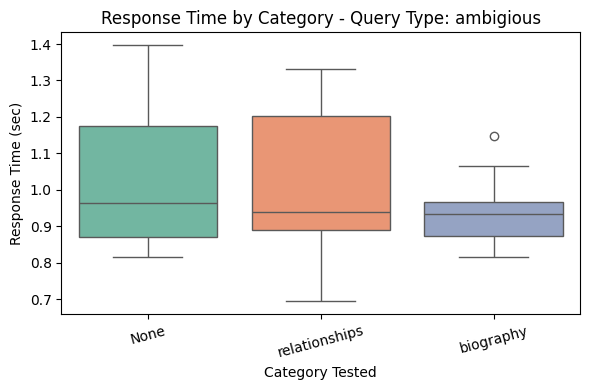 Response Time by Category - Query Type: ambigious
Response Time (sec)
1.4
1.3
1.2
1.1
1.0
0.9
0.8
0.7
None
relationships
biography
Category Tested